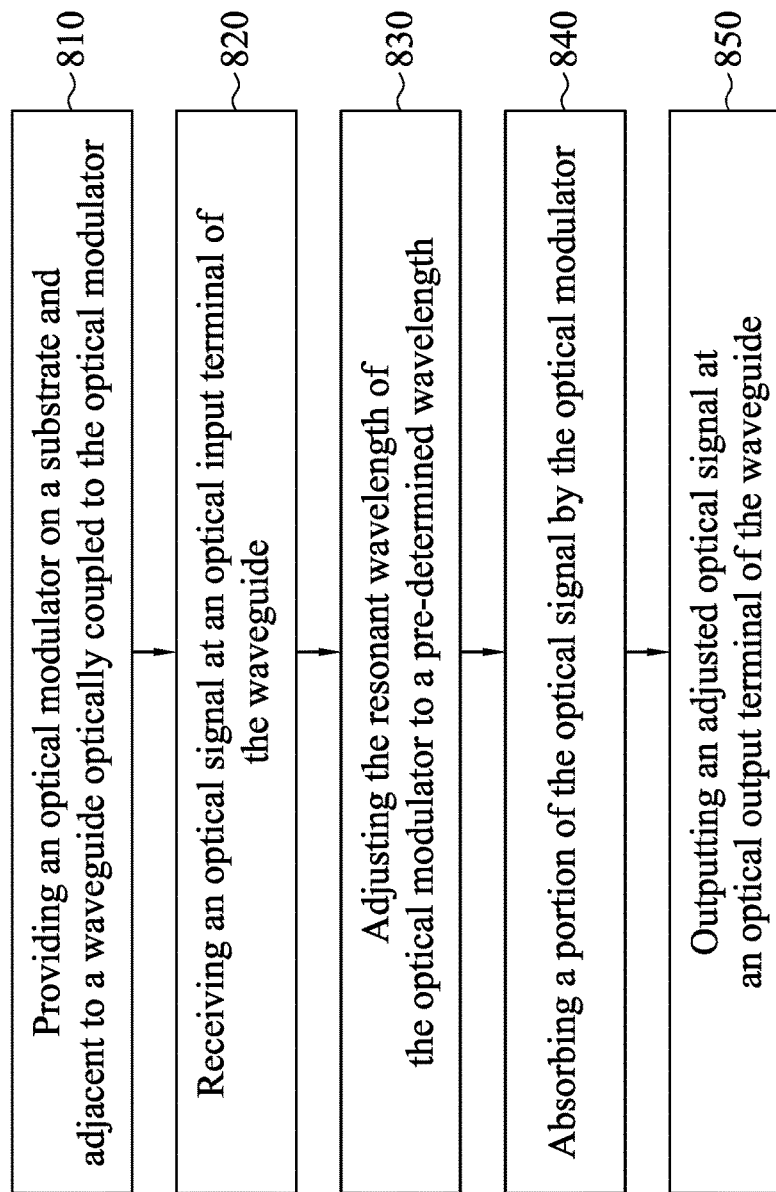 Providing an optical modulator on a substrate and
adjacent to a waveguide optically coupled to the optical modulator
810
Receiving an optical signal at an optical input terminal of
the waveguide
820
Adjusting the resonant wavelength of
the optical modulator to a pre-determined wavelength
830
Absorbing a portion of the optical signal by the optical modulator
840
Outputting an adjusted optical signal at
an optical output terminal of the waveguide
850